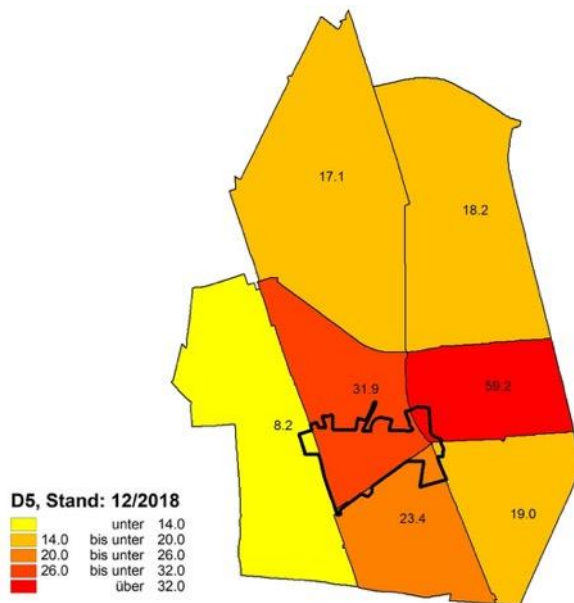 17.1
18.2
31.9
59.2
8.2
23.4
19.0
D5, Stand: 12/2018
unter 14.0
14.0 bis unter 20.0
20.0 bis unter 26.0
26.0 bis unter 32.0
über 32.0